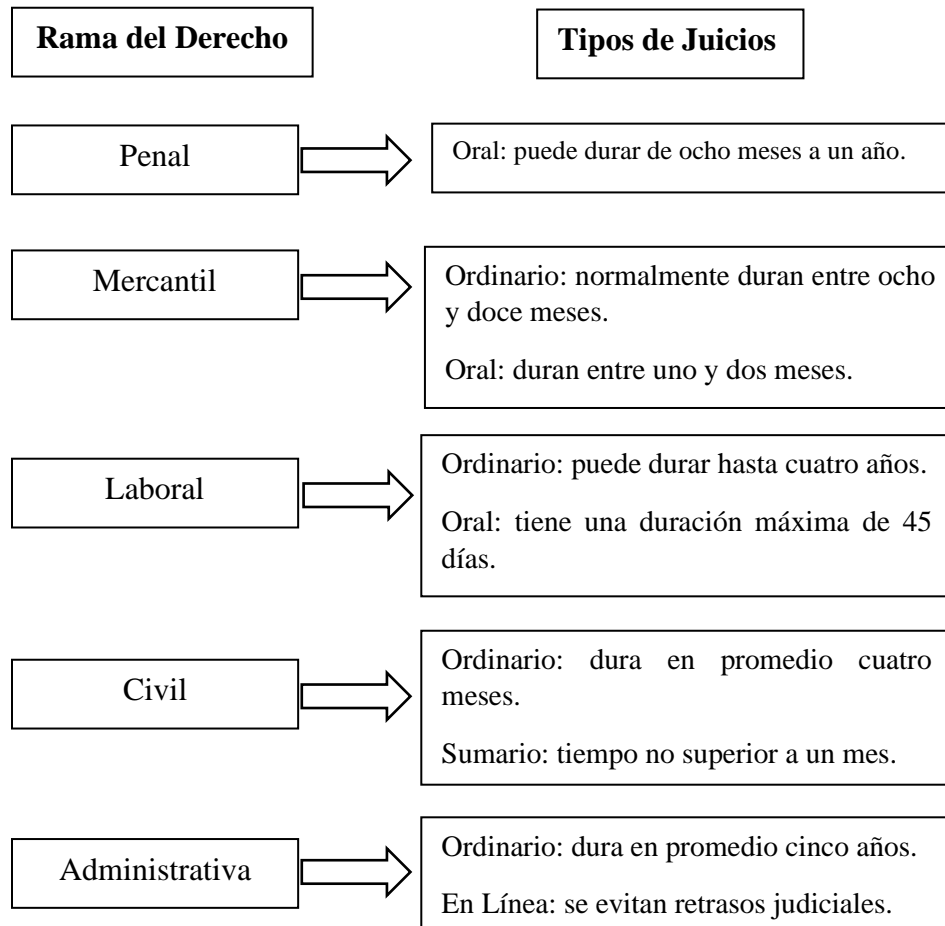 Rama del Derecho
Tipos de Juicios
Penal
Oral: puede durar de ocho meses a un año.
Mercantil
Ordinario: normalmente duran entre ocho
y doce meses.
Oral: duran entre uno y dos meses.
Laboral
Ordinario: puede durar hasta cuatro años.
Oral: tiene una duración máxima de 45
días.
Civil
Ordinario: dura en promedio cuatro
meses.
Sumario: tiempo no superior a un mes.
Administrativa
Ordinario: dura en promedio cinco años.
En Línea: se evitan retrasos judiciales.